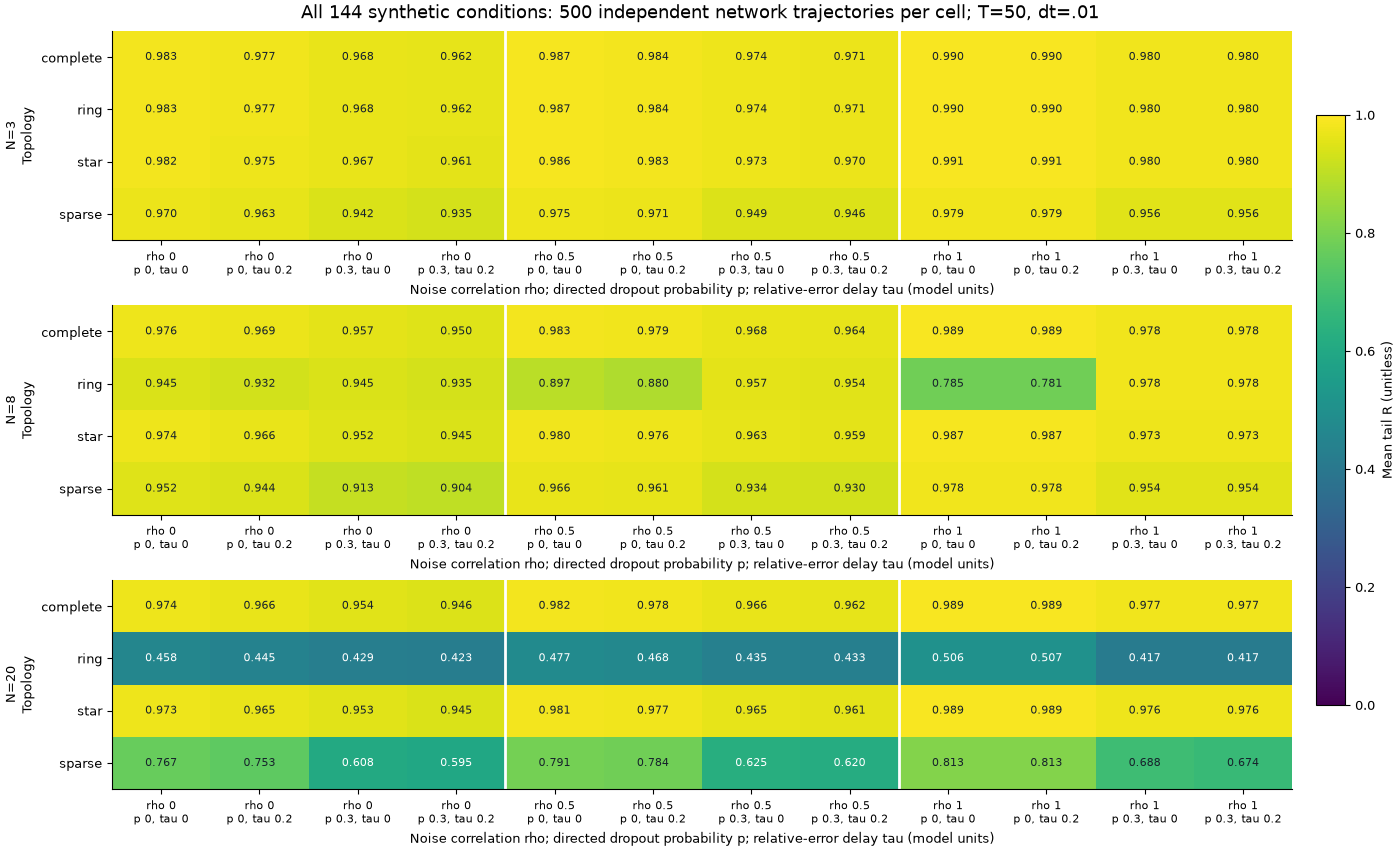 All 144 synthetic conditions: 500 independent network trajectories per cell; T=50, dt=.01
N=3
Topology
complete 0.983 0.977 0.968 0.962 0.987 0.984 0.974 0.971 0.990 0.990 0.980 0.980
ring 0.983 0.977 0.968 0.962 0.987 0.984 0.974 0.971 0.990 0.990 0.980 0.980
star 0.982 0.975 0.967 0.961 0.986 0.983 0.973 0.970 0.991 0.991 0.980 0.980
sparse 0.970 0.963 0.942 0.935 0.975 0.971 0.949 0.946 0.979 0.979 0.956 0.956
rho 0 rho 0 rho 0 rho 0 rho 0.5 rho 0.5 rho 0.5 rho 0.5 rho 1 rho 1 rho 1 rho 1
p 0, tau 0 p 0, tau 0.2 p 0.3, tau 0 p 0.3, tau 0.2 p 0, tau 0 p 0, tau 0.2 p 0.3, tau 0 p 0.3, tau 0.2 p 0, tau 0 p 0, tau 0.2 p 0.3, tau 0 p 0.3, tau 0.2
Noise correlation rho; directed dropout probability p; relative-error delay tau (model units)
N=8
Topology
complete 0.976 0.969 0.957 0.950 0.983 0.979 0.968 0.964 0.989 0.989 0.978 0.978
ring 0.945 0.932 0.945 0.935 0.897 0.880 0.957 0.954 0.785 0.781 0.978 0.978
star 0.974 0.966 0.952 0.945 0.980 0.976 0.963 0.959 0.987 0.987 0.973 0.973
sparse 0.952 0.944 0.913 0.904 0.966 0.961 0.934 0.930 0.978 0.978 0.954 0.954
rho 0 rho 0 rho 0 rho 0 rho 0.5 rho 0.5 rho 0.5 rho 0.5 rho 1 rho 1 rho 1 rho 1
p 0, tau 0 p 0, tau 0.2 p 0.3, tau 0 p 0.3, tau 0.2 p 0, tau 0 p 0, tau 0.2 p 0.3, tau 0 p 0.3, tau 0.2 p 0, tau 0 p 0, tau 0.2 p 0.3, tau 0 p 0.3, tau 0.2
Noise correlation rho; directed dropout probability p; relative-error delay tau (model units)
N=20
Topology
complete 0.974 0.966 0.954 0.946 0.982 0.978 0.966 0.962 0.989 0.989 0.977 0.977
ring 0.458 0.445 0.429 0.423 0.477 0.468 0.435 0.433 0.506 0.507 0.417 0.417
star 0.973 0.965 0.953 0.945 0.981 0.977 0.965 0.961 0.989 0.989 0.976 0.976
sparse 0.767 0.753 0.608 0.595 0.791 0.784 0.625 0.620 0.813 0.813 0.688 0.674
rho 0 rho 0 rho 0 rho 0 rho 0.5 rho 0.5 rho 0.5 rho 0.5 rho 1 rho 1 rho 1 rho 1
p 0, tau 0 p 0, tau 0.2 p 0.3, tau 0 p 0.3, tau 0.2 p 0, tau 0 p 0, tau 0.2 p 0.3, tau 0 p 0.3, tau 0.2 p 0, tau 0 p 0, tau 0.2 p 0.3, tau 0 p 0.3, tau 0.2
Noise correlation rho; directed dropout probability p; relative-error delay tau (model units)
1.0
0.8
0.6
0.4
0.2
0.0
Mean tail R (unitless)